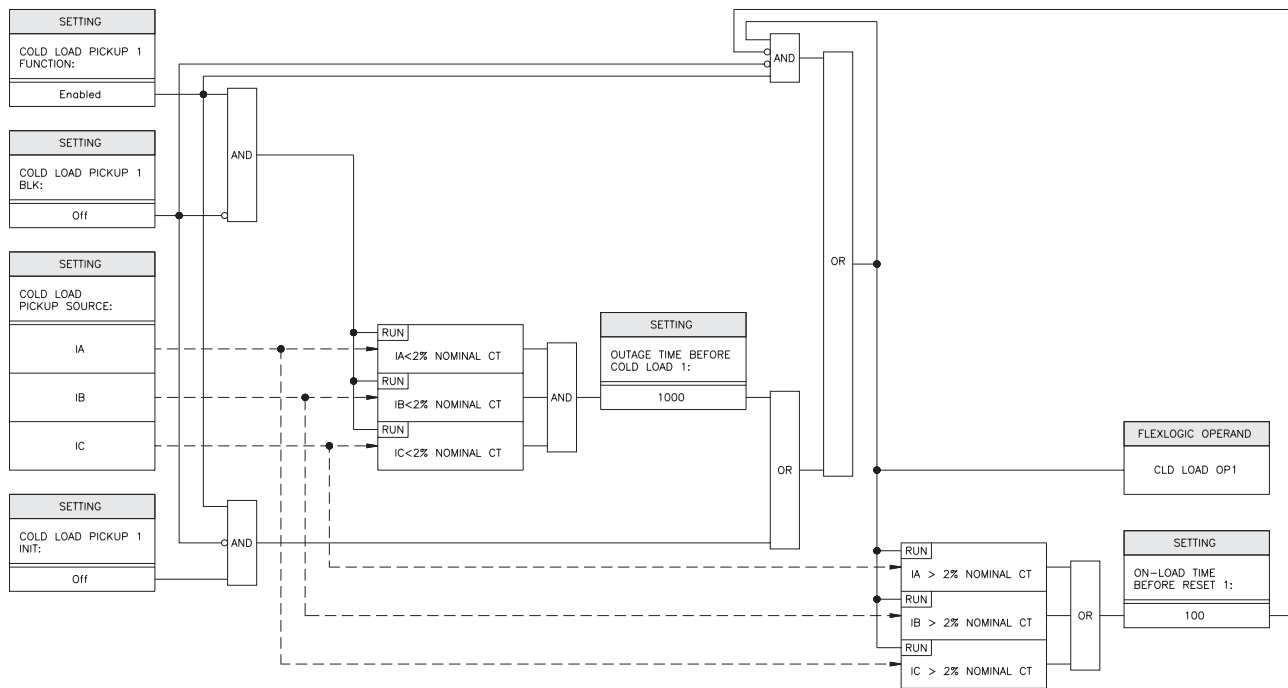 SETTING
COLD LOAD PICKUP 1
FUNCTION:
Enabled
SETTING
COLD LOAD PICKUP 1
BLK:
Off
SETTING
COLD LOAD
PICKUP SOURCE:
IA
IB
IC
SETTING
COLD LOAD PICKUP 1
INIT:
Off
AND
AND
RUN
IA<2% NOMINAL CT
RUN
IB<2% NOMINAL CT
RUN
IC<2% NOMINAL CT
AND
SETTING
OUTAGE TIME BEFORE
COLD LOAD 1:
1000
OR
AND
OR
RUN
IA > 2% NOMINAL CT
RUN
IB > 2% NOMINAL CT
RUN
IC > 2% NOMINAL CT
OR
FLEXLOGIC OPERAND
CLD LOAD OP1
SETTING
ON-LOAD TIME
BEFORE RESET 1:
100